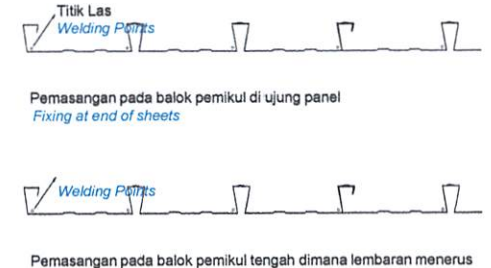 Titik Las
Welding Points
Pemasangan pada balok pemikul di ujung panel
Fixing at end of sheets
Welding Points
Pemasangan pada balok pemikul tengah dimana lembaran menerus